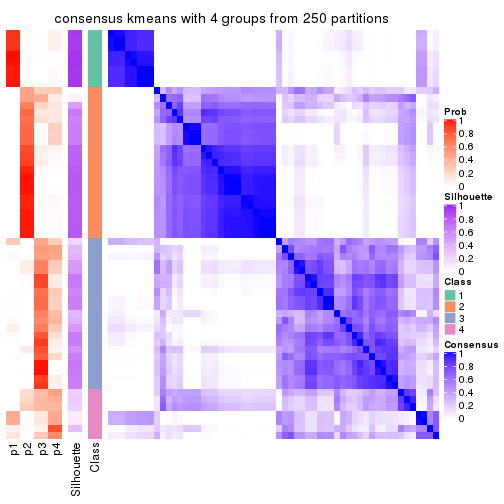 consensus kmeans with 4 groups from 250 partitions
Prob
1
0.8
0.6
0.4
0.2
0
Silhouette
1
0.8
0.6
0.4
0.2
0
Class
1
2
3
4
Consensus
1
0.8
0.6
0.4
0.2
0
p1
p2
p3
p4
Silhouette
Class